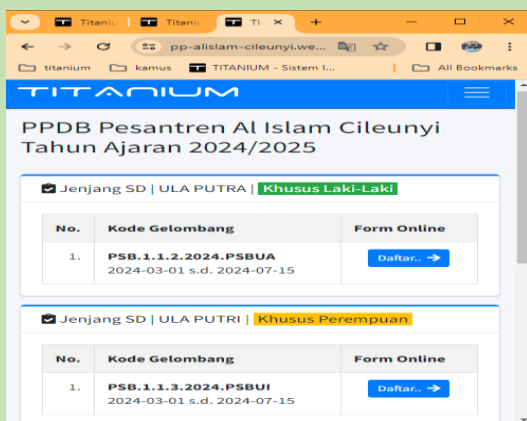 Titaniu
Titaniu
Ti
pp-alislam-cileunyi.we...
titanium
kamus
TITANIUM - Sistem I...
All Bookmarks
TITANIUM
PPDB Pesantren Al Islam Cileunyi
Tahun Ajaran 2024/2025
Jenjang SD | ULA PUTRA | Khusus Laki-Laki
No. Kode Gelombang Form Online
1. PSB.1.1.2.2024.PSBUA Daftar..
2024-03-01 s.d. 2024-07-15
Jenjang SD | ULA PUTRI | Khusus Perempuan
No. Kode Gelombang Form Online
1. PSB.1.1.3.2024.PSBUI Daftar..
2024-03-01 s.d. 2024-07-15